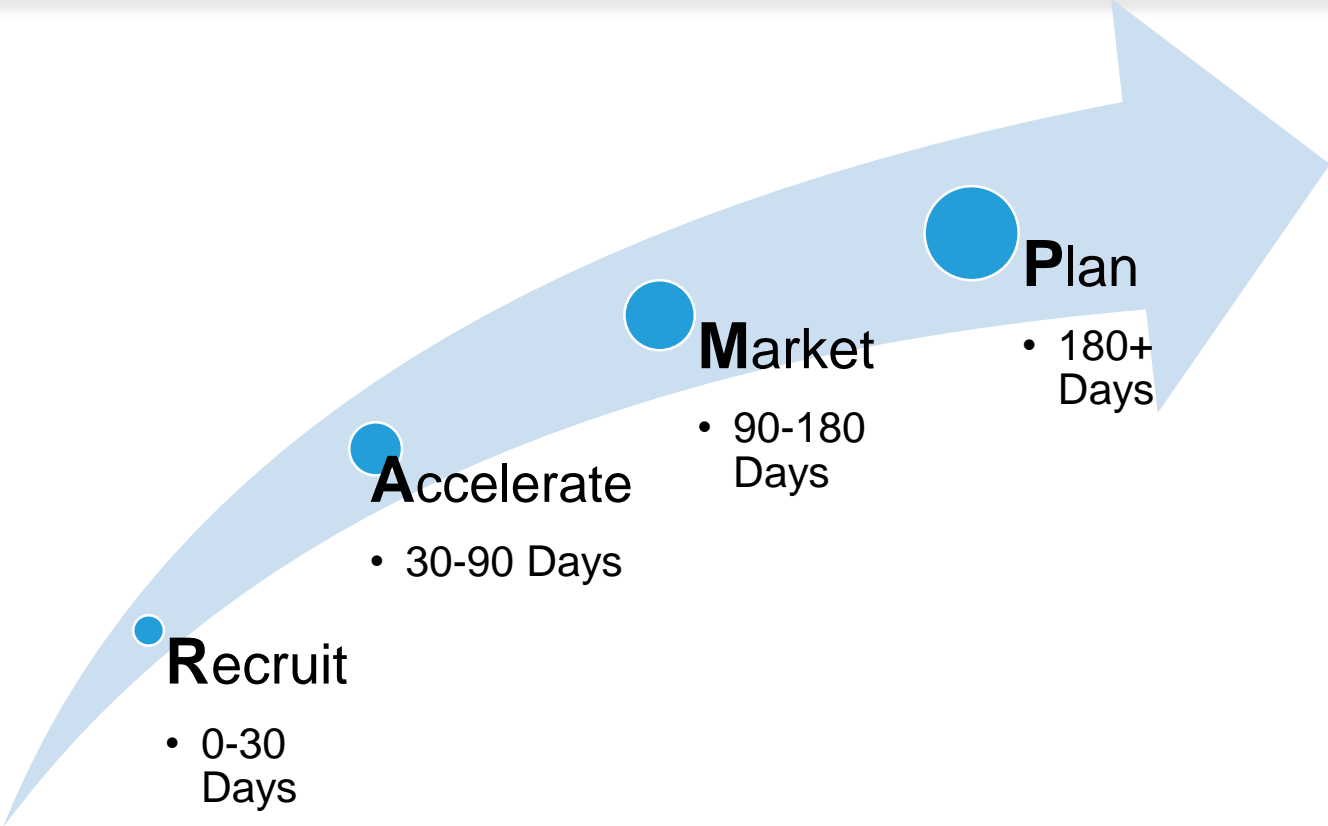 Recruit
• 0-30
Days
Accelerate
• 30-90 Days
Market
• 90-180
Days
Plan
• 180+
Days